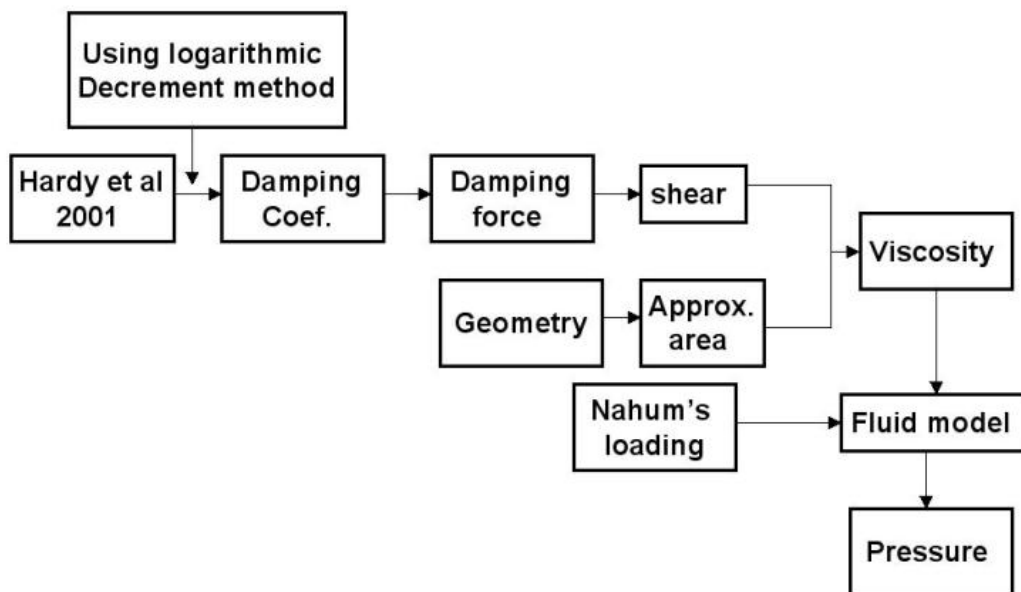 Using logarithmic
Decrement method
Hardy et al
2001
Damping
Coef.
Damping
force
shear
Viscosity
Geometry
Approx.
area
Nahum's
loading
Fluid model
Pressure